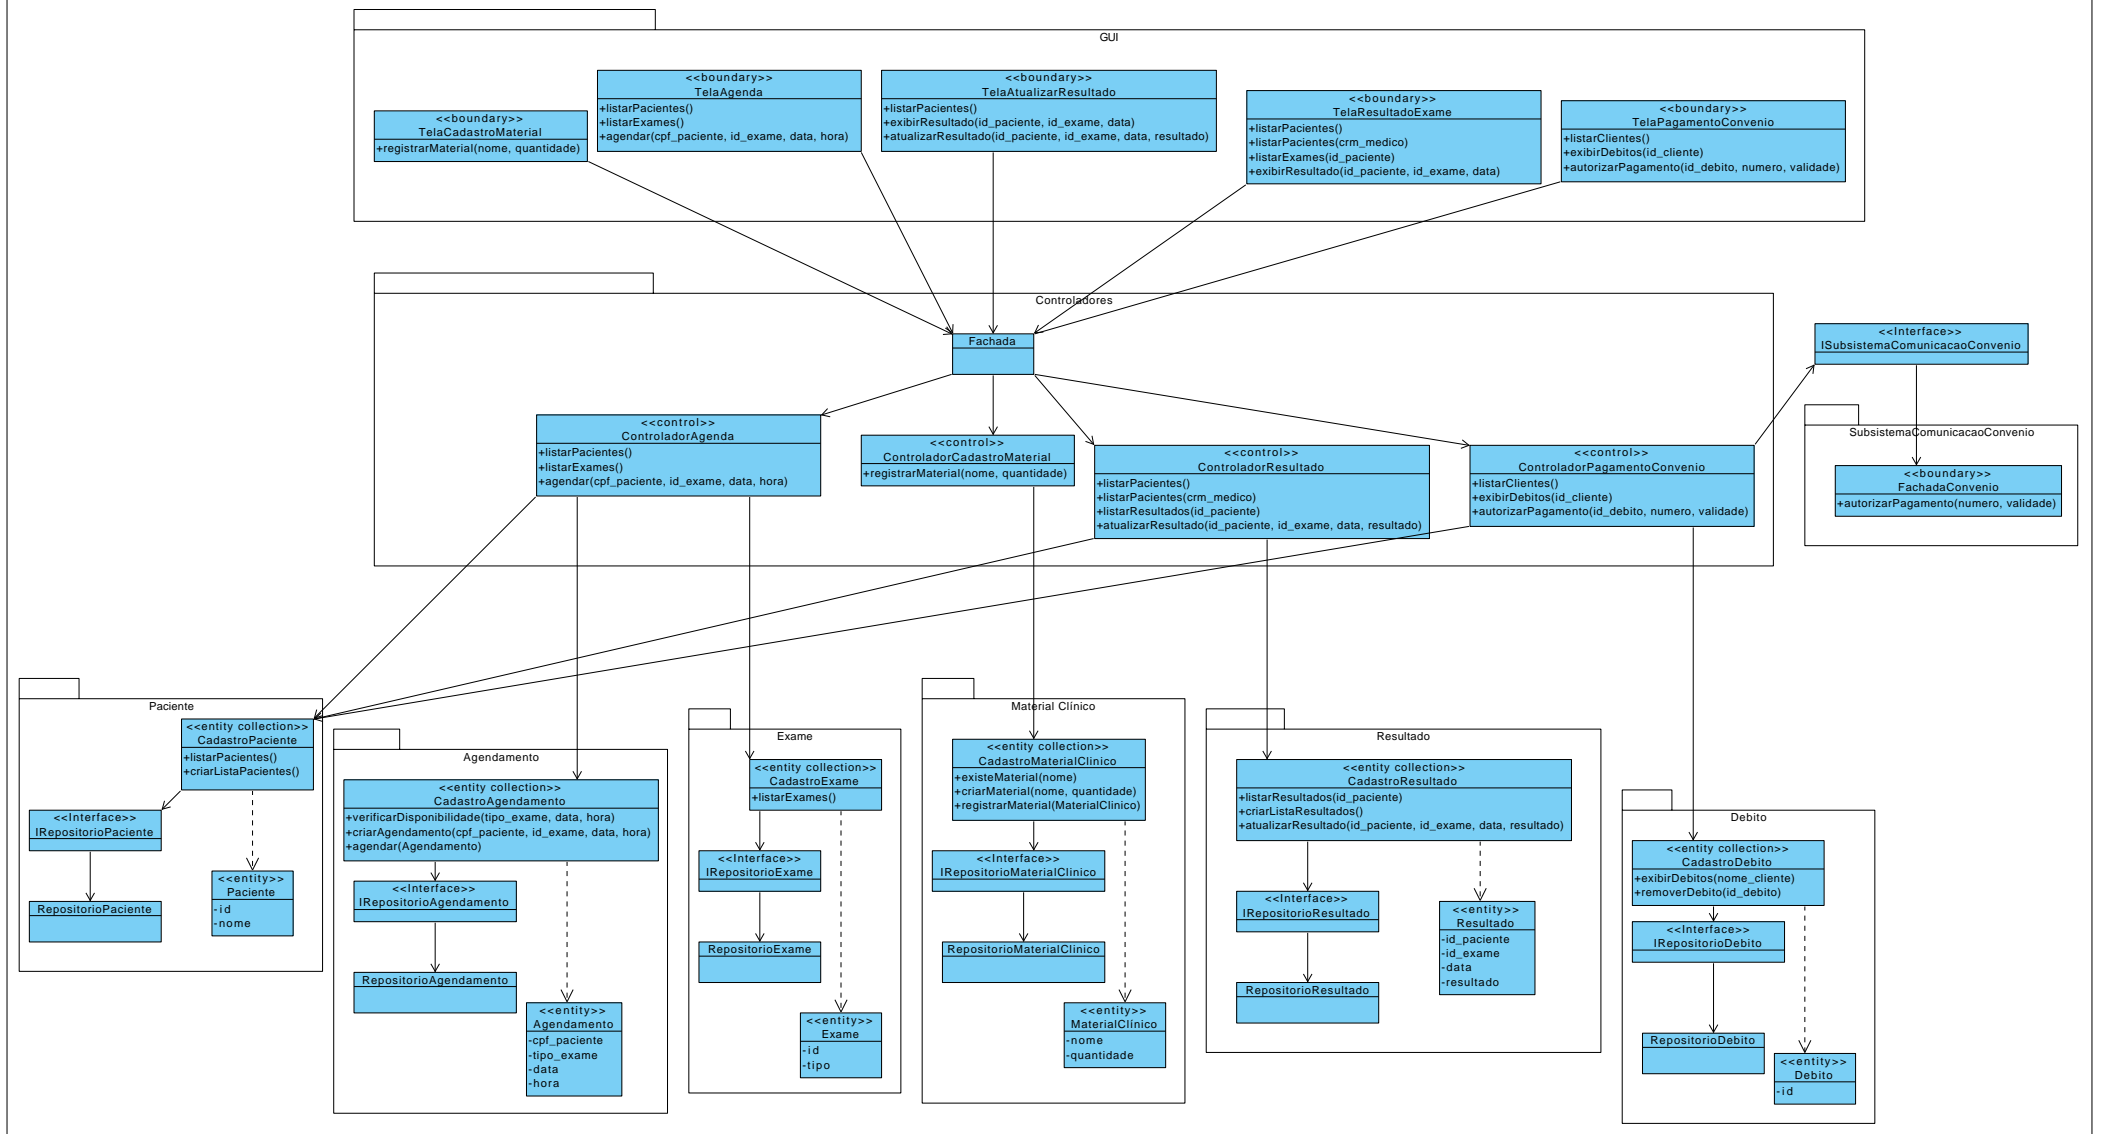 GUI
<<boundary>>
TelaCadastroMaterial
+registrarMaterial(nome, quantidade)
<<boundary>>
TelaAgenda
+listarPacientes()
+listarExames()
+agendar(cpf_paciente, id_exame, data, hora)
<<boundary>>
TelaAtualizarResultado
+listarPacientes()
+exibirResultado(id_paciente, id_exame, data)
+atualizarResultado(id_paciente, id_exame, data, resultado)
<<boundary>>
TelaResultadoExame
+listarPacientes()
+listarPacientes(crm_medico)
+listarExames(id_paciente)
+exibirResultado(id_paciente, id_exame, data)
<<boundary>>
TelaPagamentoConvenio
+listarClientes()
+exibirDebitos(id_cliente)
+autorizarPagamento(id_debito, numero, validade)
Controladores
Fachada
<<control>>
ControladorAgenda
+listarPacientes()
+listarExames()
+agendar(cpf_paciente, id_exame, data, hora)
<<control>>
ControladorCadastroMaterial
+registrarMaterial(nome, quantidade)
<<control>>
ControladorResultado
+listarPacientes()
+listarPacientes(crm_medico)
+listarResultados(id_paciente)
+atualizarResultado(id_paciente, id_exame, data, resultado)
<<control>>
ControladorPagamentoConvenio
+listarClientes()
+exibirDebitos(id_cliente)
+autorizarPagamento(id_debito, numero, validade)
<<Interface>>
ISubsistemaComunicacaoConvenio
SubsistemaComunicacaoConvenio
<<boundary>>
FachadaConvenio
+autorizarPagamento(numero, validade)
Paciente
<<entity collection>>
CadastroPaciente
+listarPacientes()
+criarListaPacientes()
<<Interface>>
IRepositorioPaciente
RepositorioPaciente
<<entity>>
Paciente
-id
-nome
Agendamento
<<entity collection>>
CadastroAgendamento
+verificarDisponibilidade(tipo_exame, data, hora)
+criarAgendamento(cpf_paciente, id_exame, data, hora)
+agendar(Agendamento)
<<Interface>>
IRepositorioAgendamento
RepositorioAgendamento
<<entity>>
Agendamento
-cpf_paciente
-tipo_exame
-data
-hora
Exame
<<entity collection>>
CadastroExame
+listarExames()
<<Interface>>
IRepositorioExame
RepositorioExame
<<entity>>
Exame
-id
-tipo
Material Clínico
<<entity collection>>
CadastroMaterialClinico
+existeMaterial(nome)
+criarMaterial(nome, quantidade)
+registrarMaterial(MaterialClinico)
<<Interface>>
IRepositorioMaterialClinico
RepositorioMaterialClinico
<<entity>>
MaterialClínico
-nome
-quantidade
Resultado
<<entity collection>>
CadastroResultado
+listarResultados(id_paciente)
+criarListaResultados()
+atualizarResultado(id_paciente, id_exame, data, resultado)
<<Interface>>
IRepositorioResultado
RepositorioResultado
<<entity>>
Resultado
-id_paciente
-id_exame
-data
-resultado
Debito
<<entity collection>>
CadastroDebito
+exibirDebitos(nome_cliente)
+removerDebito(id_debito)
<<Interface>>
IRepositorioDebito
RepositorioDebito
<<entity>>
Debito
-id